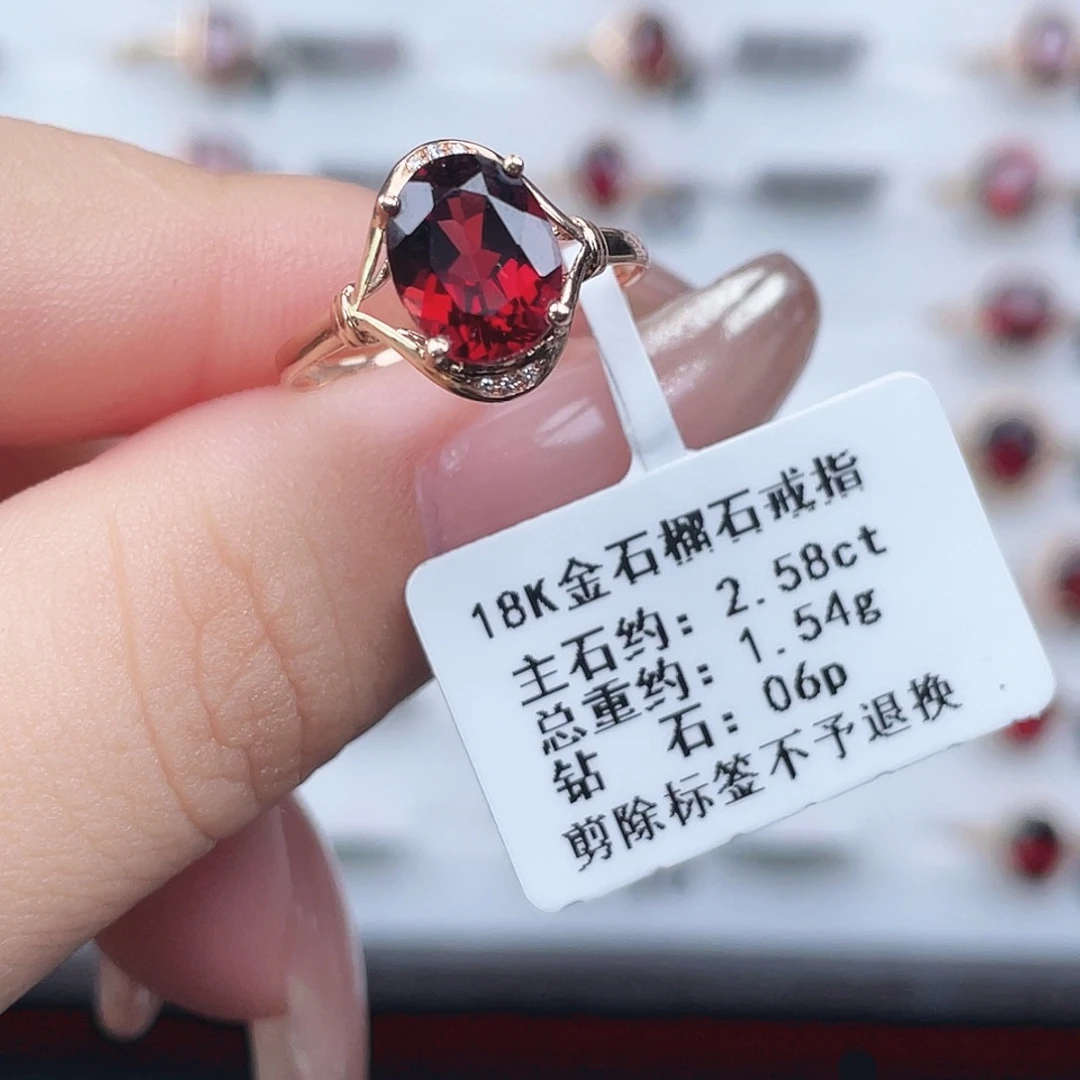 18K金石榴石戒指
主石约: 2.58ct
总重约: 1.54g
钻 石: 06p
剪除标签不予退换